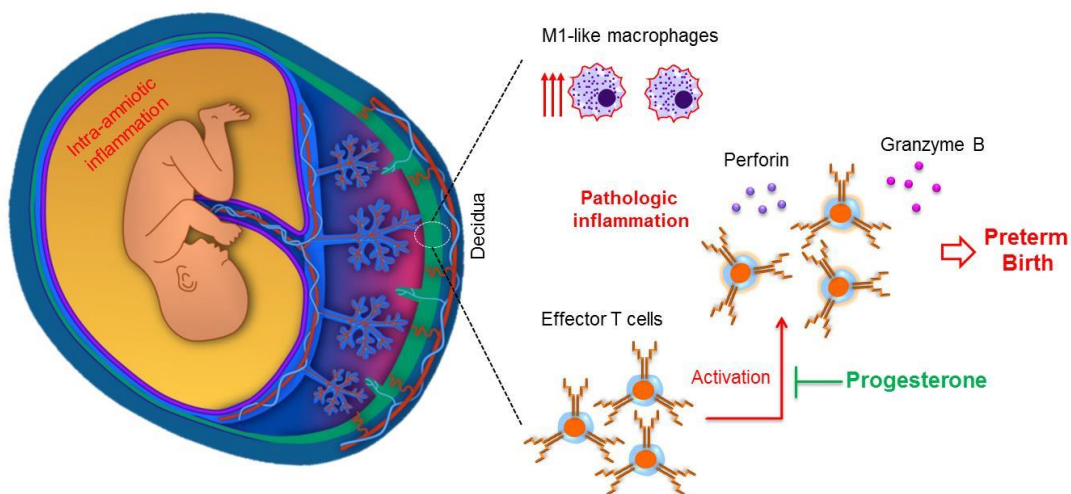 Intra-amniotic
inflammation
Decidua
M1-like macrophages
Perforin
Granzyme B
Pathologic
inflammation
Preterm
Birth
Effector T cells
Activation
Progesterone